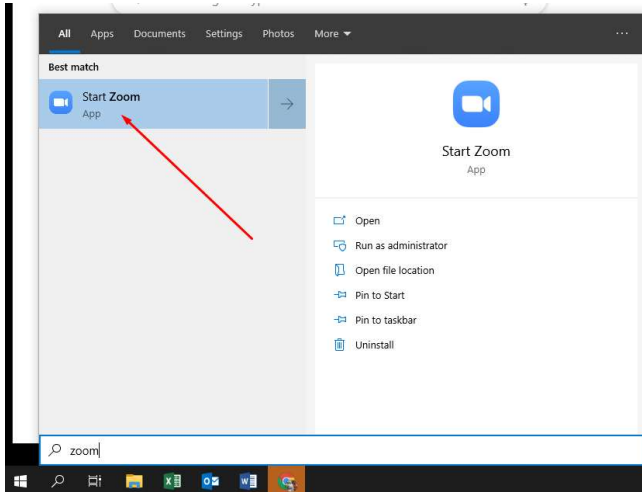 All Apps Documents Settings Photos More
Best match
Start Zoom
App
Start Zoom
App
Open
Run as administrator
Open file location
Pin to Start
Pin to taskbar
Uninstall
zoom